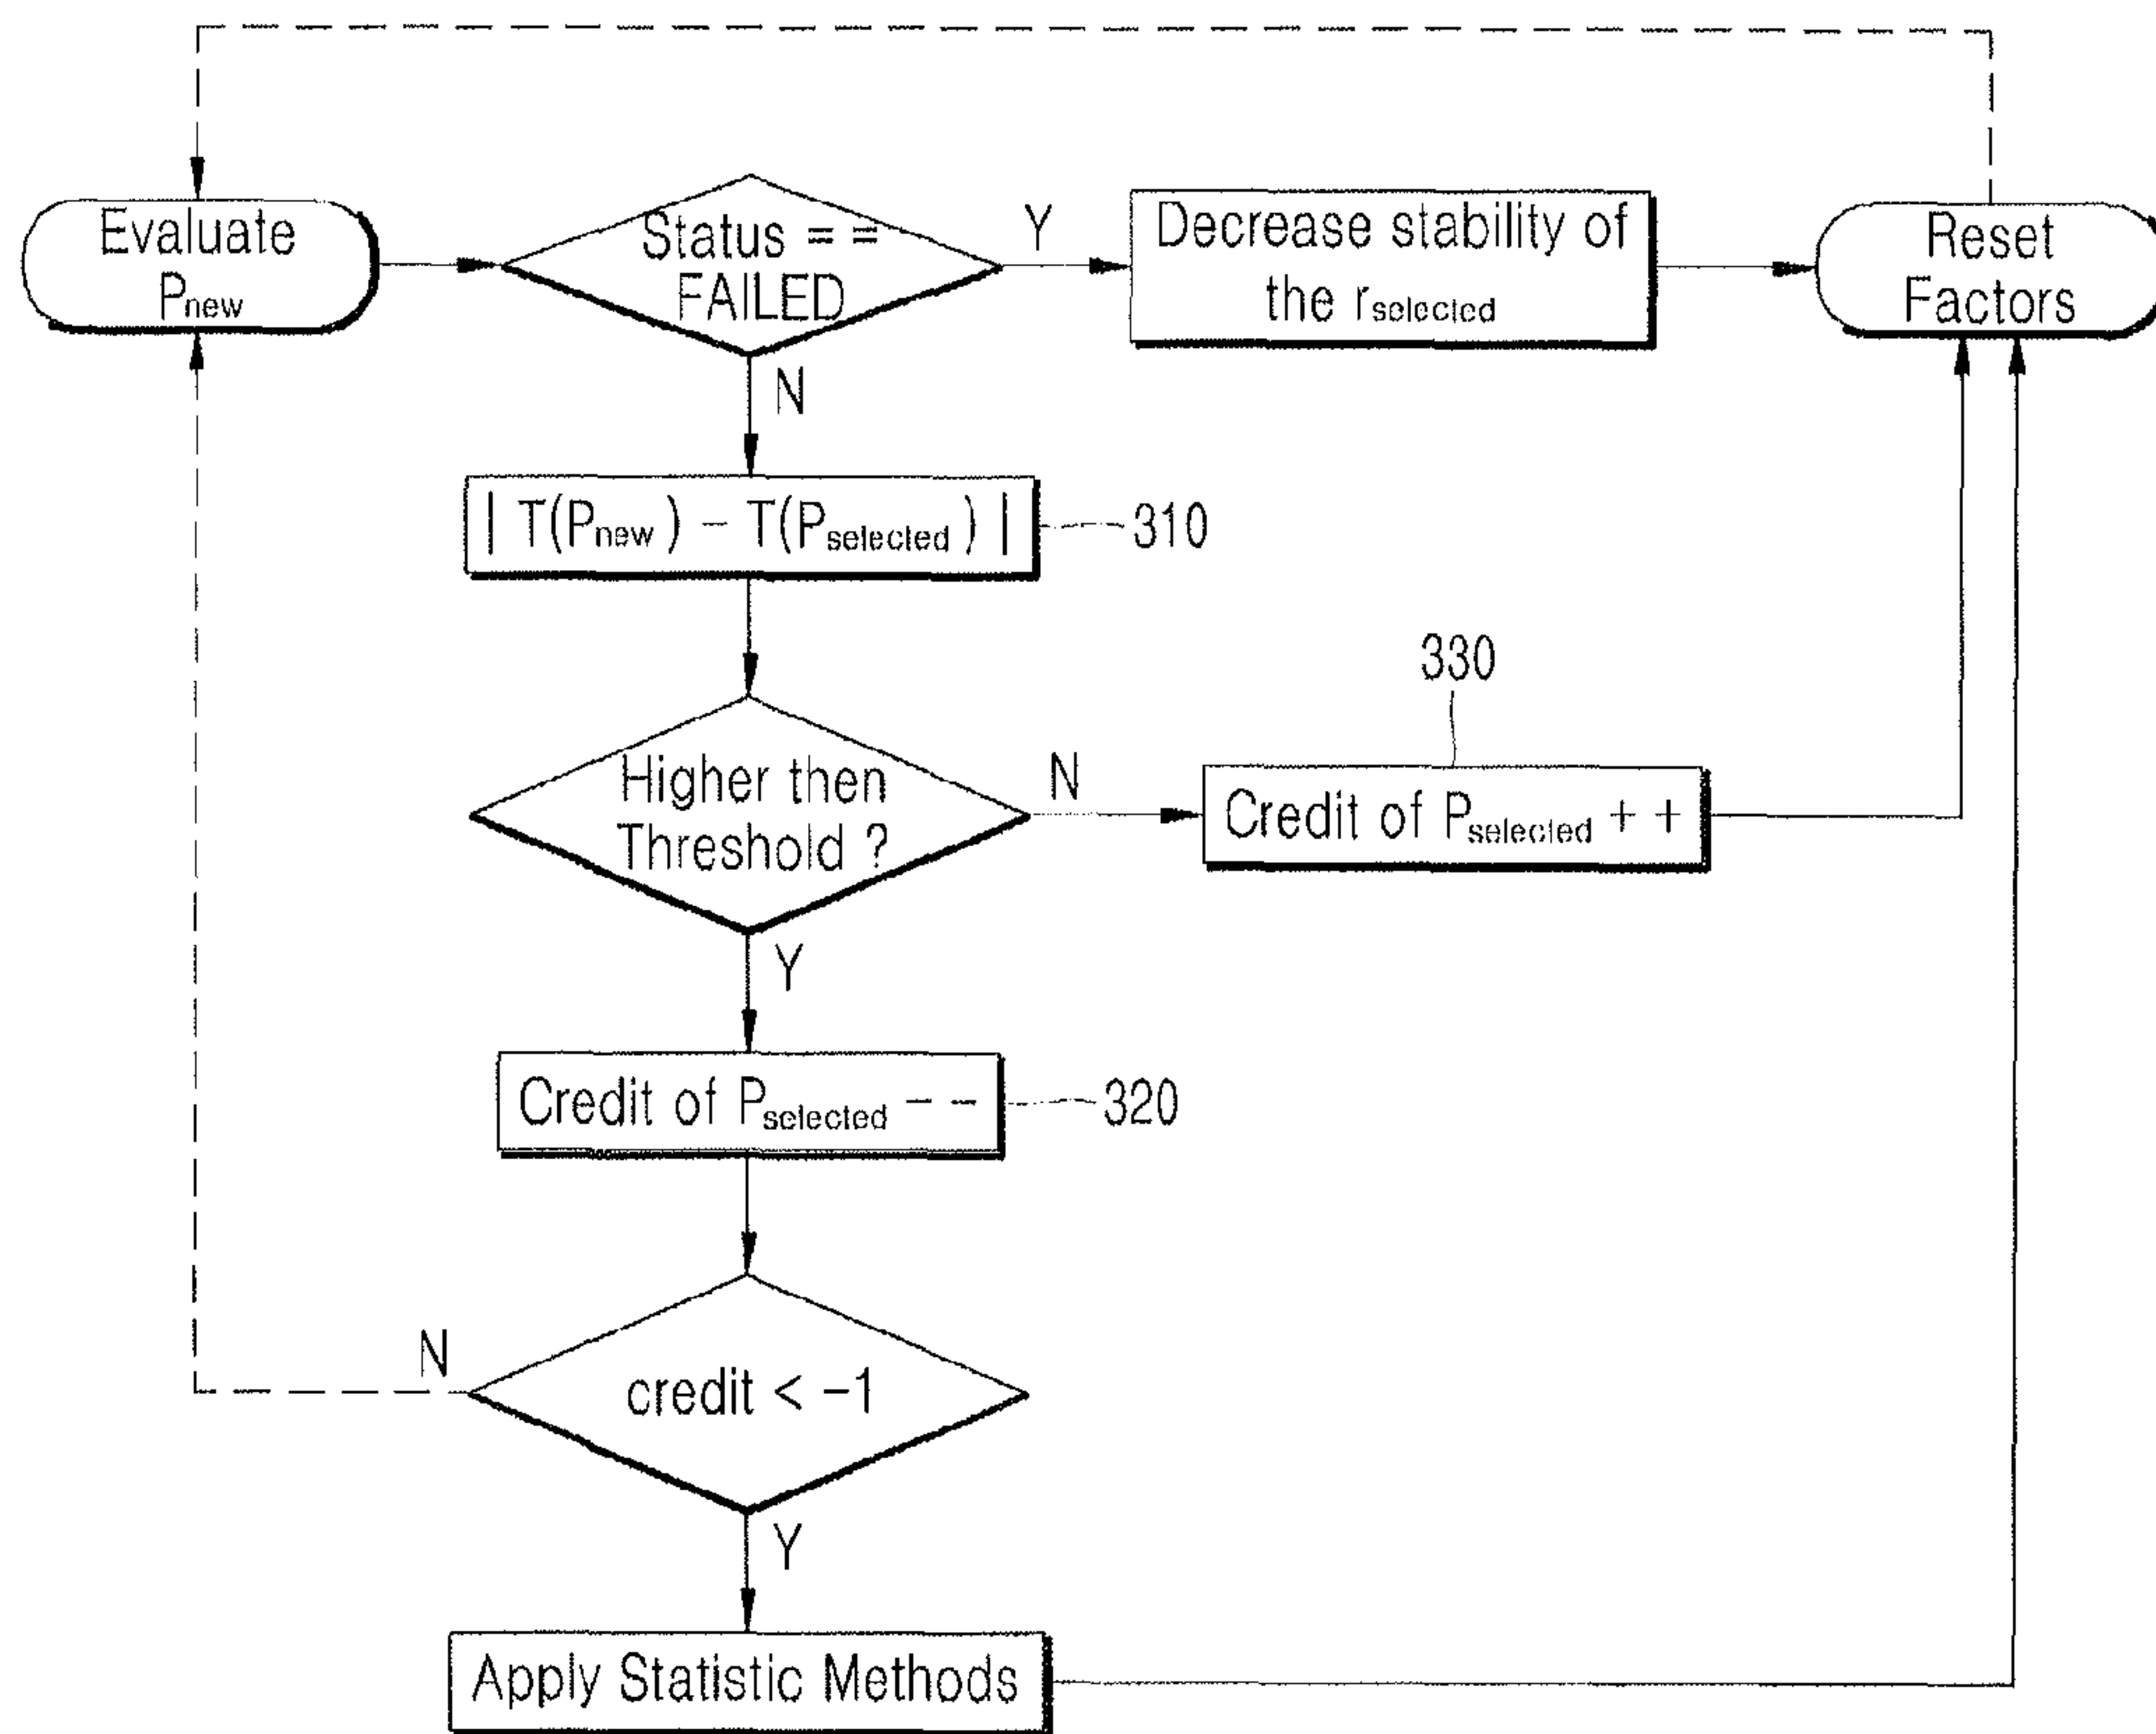 Evaluate
Pnew
Status = =
FAILED
Y
Decrease stability of
the rselected
Reset
Factors
N
| T(Pnew) – T(Pselected) |
310
Higher then
Threshold ?
N
330
Credit of Pselected + +
Y
Credit of Pselected – –
320
N
credit < –1
Y
Apply Statistic Methods